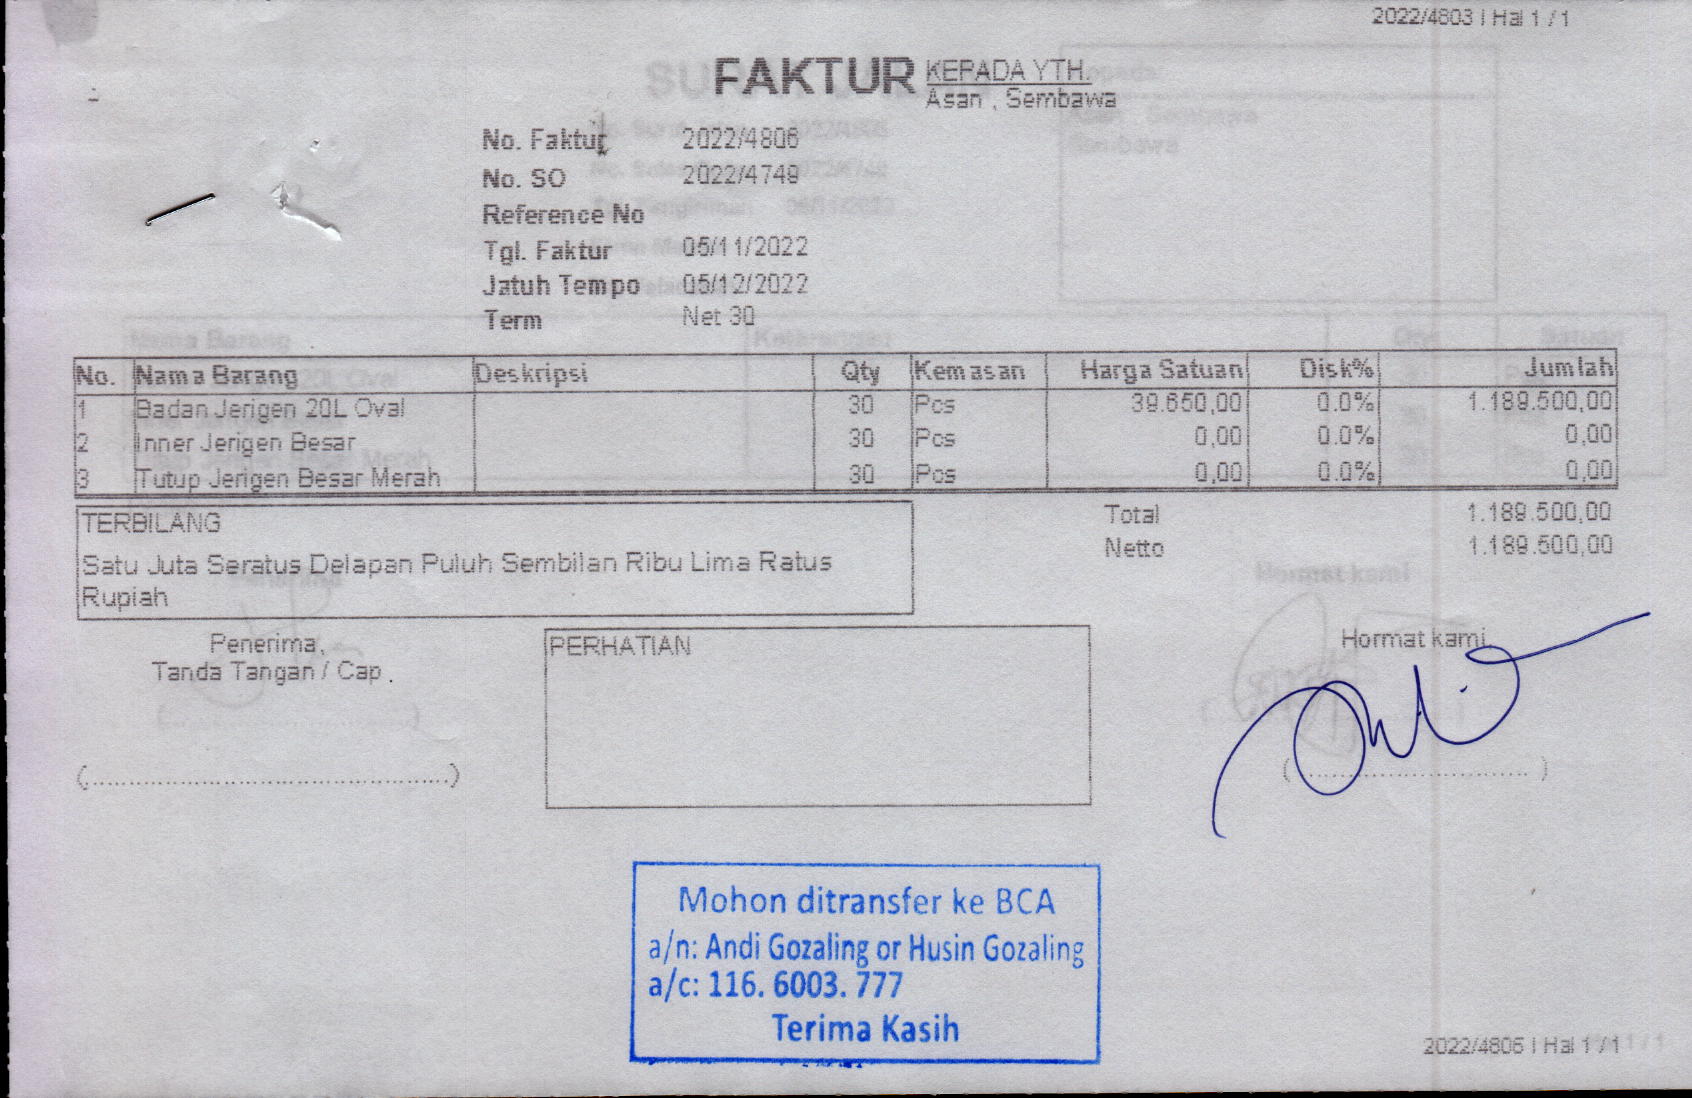 2022/4803 | Hal 1 / 1
FAKTUR
KEPADA YTH.
Asan , Sembawa
No. Faktur 2022/4806
No. SO 2022/4749
Reference No
Tgl. Faktur 05/11/2022
Jatuh Tempo 05/12/2022
Term Net 30
No. Nama Barang Deskripsi Qty Kemasan Harga Satuan Disk% Jumlah
1 Badan Jerigen 20L Oval 30 Pcs 39.650,00 0.0% 1.189.500,00
2 Inner Jerigen Besar 30 Pcs 0,00 0.0% 0,00
3 Tutup Jerigen Besar Merah 30 Pcs 0,00 0.0% 0,00
TERBILANG
Satu Juta Seratus Delapan Puluh Sembilan Ribu Lima Ratus
Rupiah
Total 1.189.500,00
Netto 1.189.500,00
Penerima,
Tanda Tangan / Cap
PERHATIAN
Hormat kami
(................................................)
(............................)
Mohon ditransfer ke BCA
a/n: Andi Gozaling or Husin Gozaling
a/c: 116. 6003. 777
Terima Kasih
2022/4806 | Hal 1 / 1